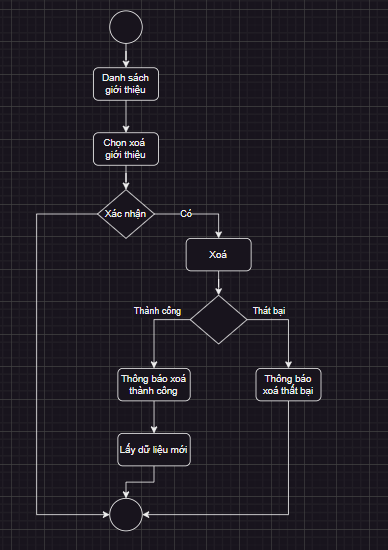 Danh sách
giới thiệu
Chọn xoá
giới thiệu
Xác nhận
Có
Xoá
Thành công
Thất bại
Thông báo xoá
thành công
Thông báo
xoá thất bại
Lấy dữ liệu mới